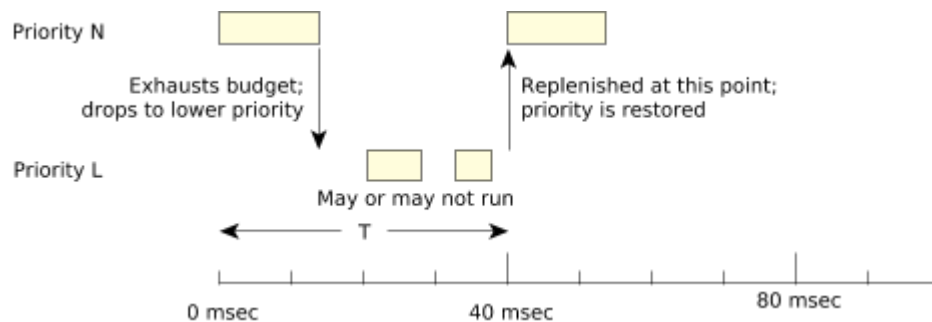 Priority N
Exhausts budget;
drops to lower priority
Replenished at this point;
priority is restored
Priority L
May or may not run
T
0 msec
40 msec
80 msec